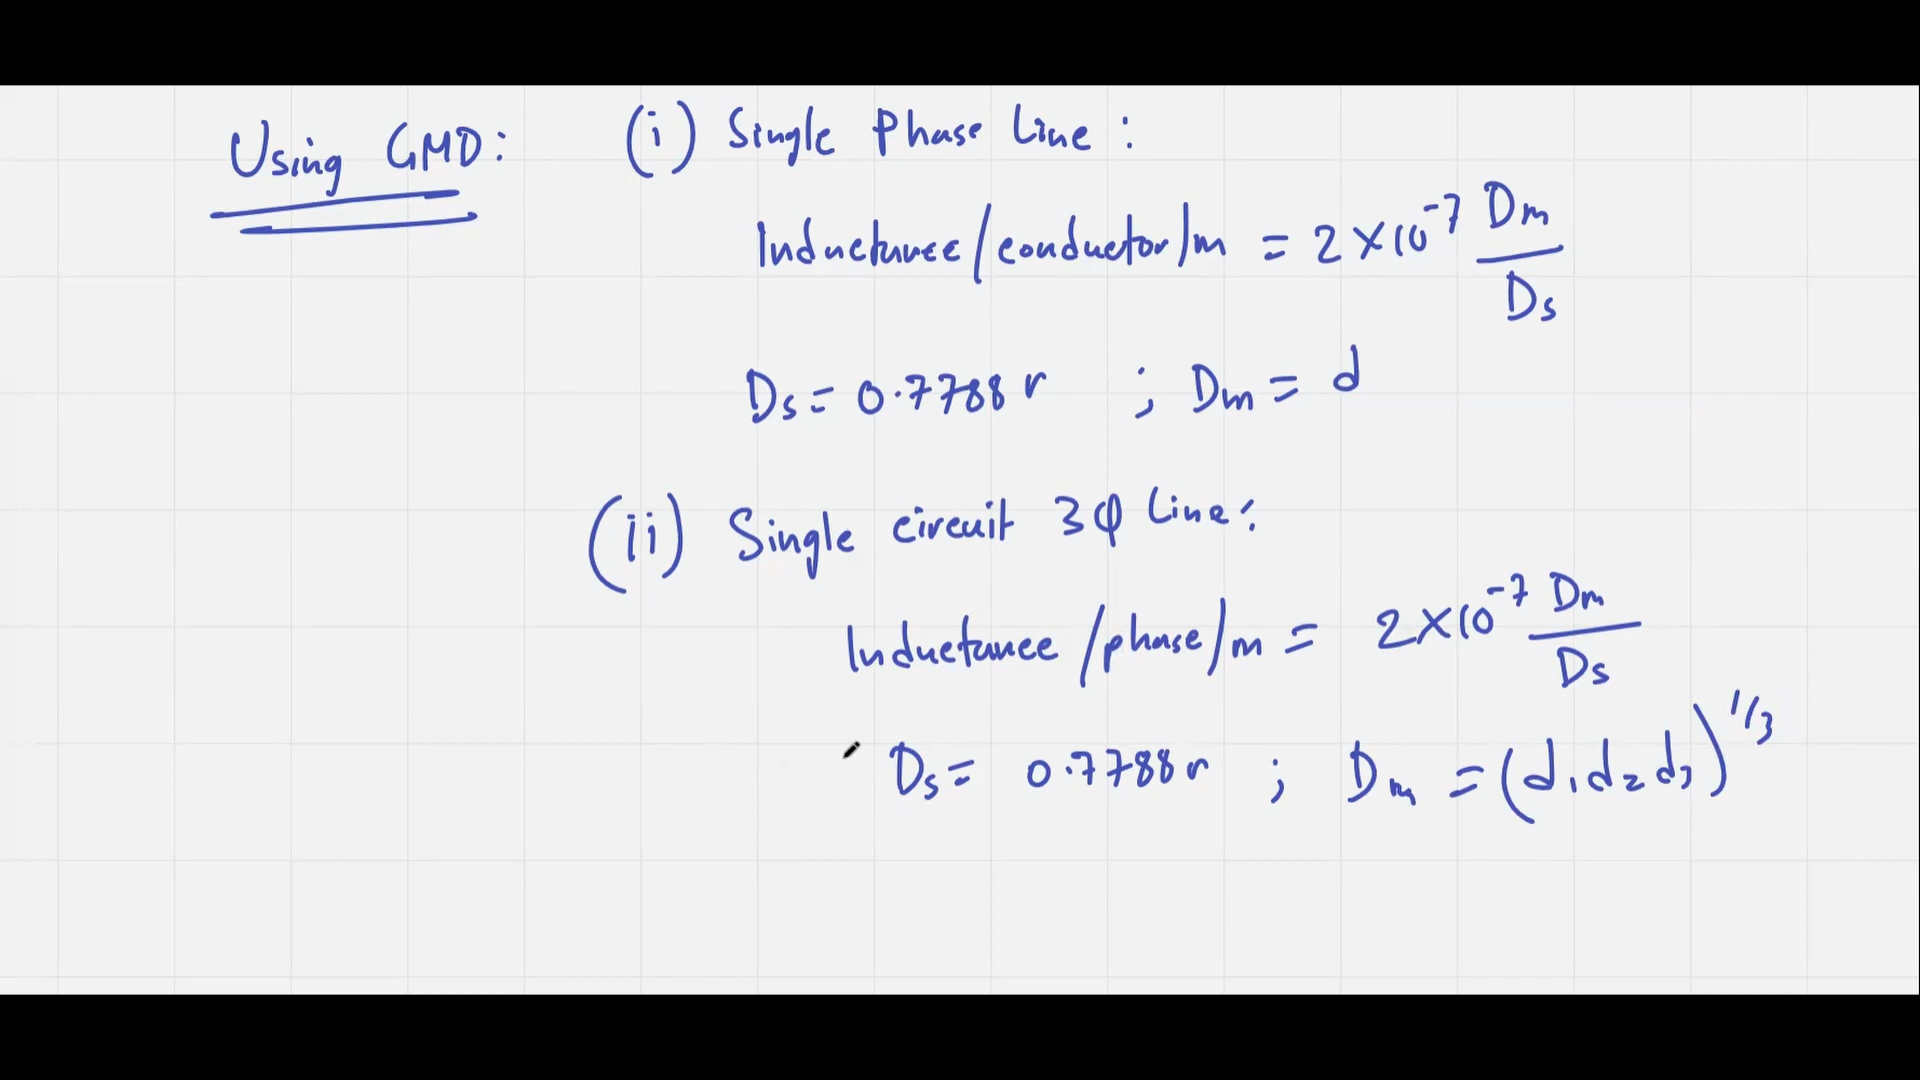 Using GMD:
(i) Single Phase Line :
Inductance/conductor/m = 2 × 10⁻⁷ Dm/Ds
Ds = 0.7788 r ; Dm = d
(ii) Single circuit 3φ Line:
Inductance /phase/m = 2×10⁻⁷ Dm/Ds
Ds = 0.7788 r ; Dm = (d₁d₂d₃)^1/3